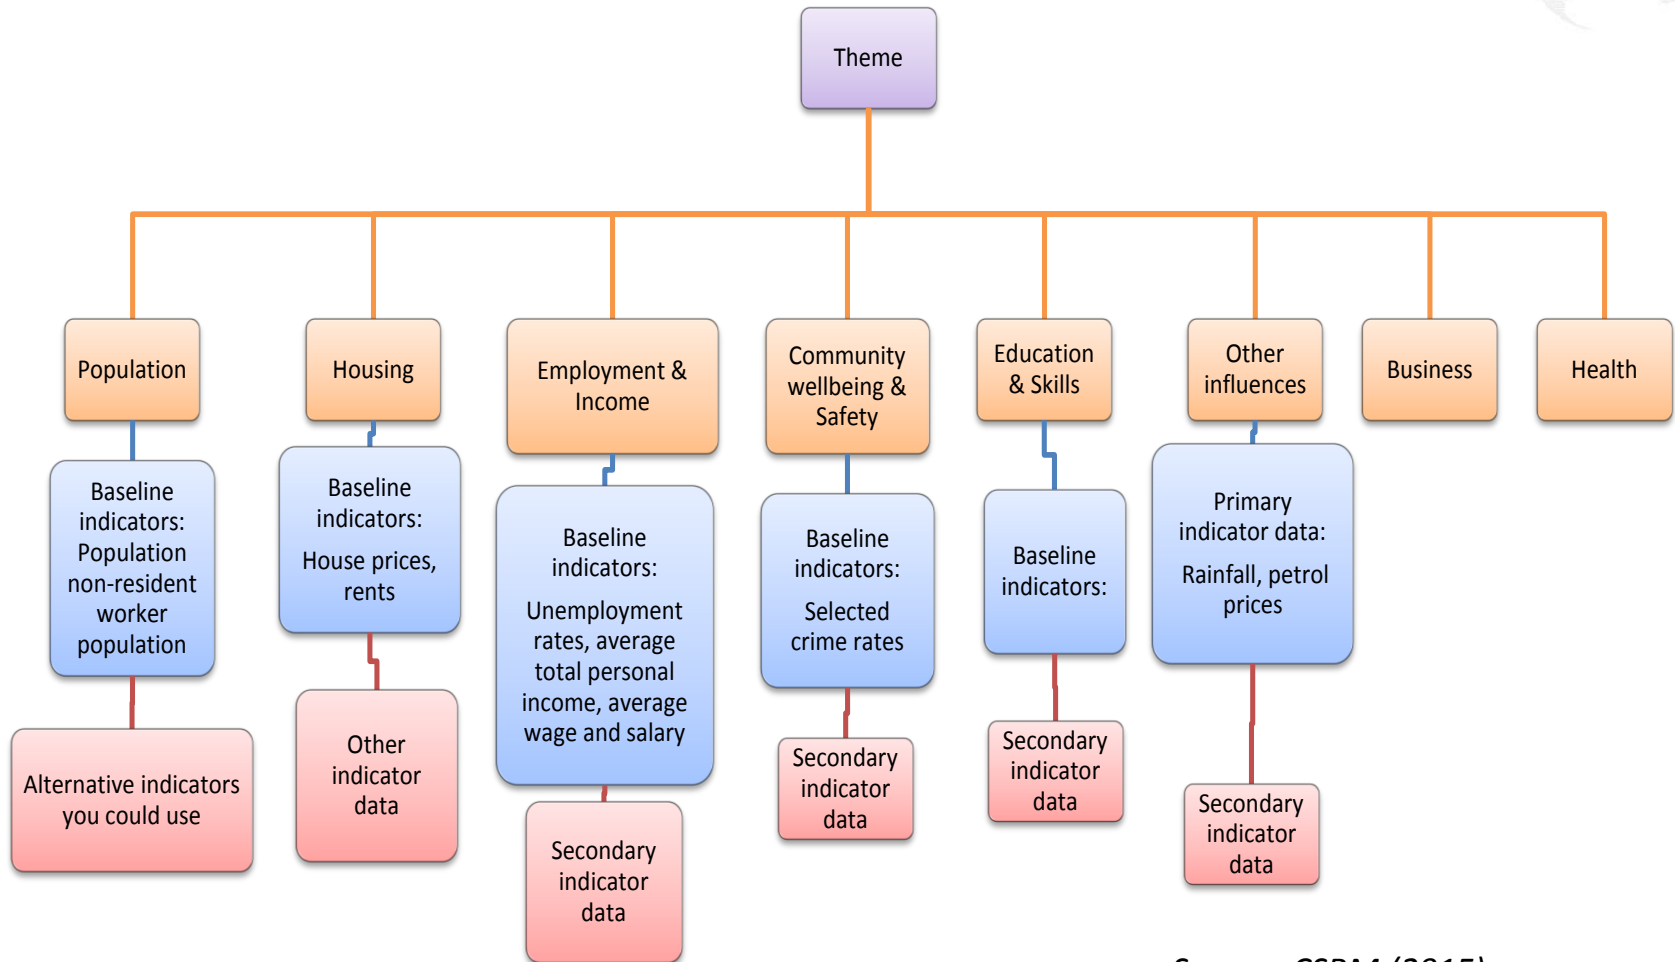 Theme
Population
Housing
Employment &
Income
Community
wellbeing &
Safety
Education
& Skills
Other
influences
Business
Health
Baseline
indicators:
Population
non-resident
worker
population
Baseline
indicators:
House prices,
rents
Baseline
indicators:
Unemployment
rates, average
total personal
income, average
wage and salary
Baseline
indicators:
Selected
crime rates
Baseline
indicators:
Primary
indicator data:
Rainfall, petrol
prices
Alternative indicators
you could use
Other
indicator
data
Secondary
indicator
data
Secondary
indicator
data
Secondary
indicator
data
Secondary
indicator
data
(2015)